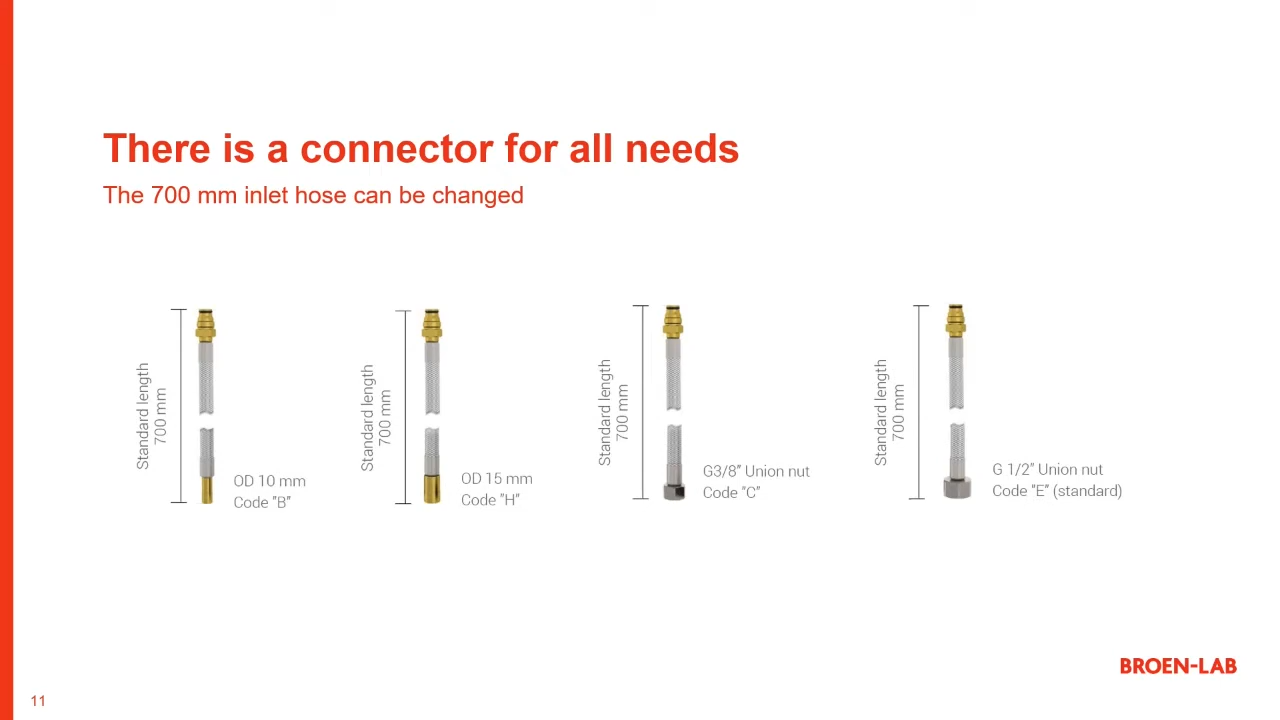 There is a connector for all needs
The 700 mm inlet hose can be changed
Standard length
700 mm
OD 10 mm
Code ”B”
Standard length
700 mm
OD 15 mm
Code ”H”
Standard length
700 mm
G3/8” Union nut
Code “C”
Standard length
700 mm
G 1/2” Union nut
Code “E” (standard)
BROEN-LAB
11